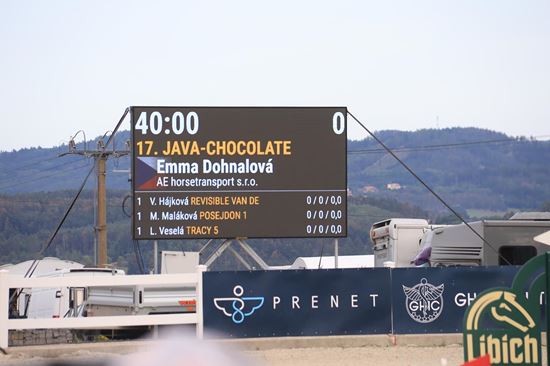 40:00 0
17. JAVA-CHOCOLATE
Emma Dohnalová
AE horsetransport s.r.o.
1 V. Hájková REVISIBLE VAN DE 0/0/0,0
1 M. Maláková POSEJDON 1 0/0/0,0
1 L. Veselá TRACY 5 0/0/0,0
PRENET
GHC
Libich